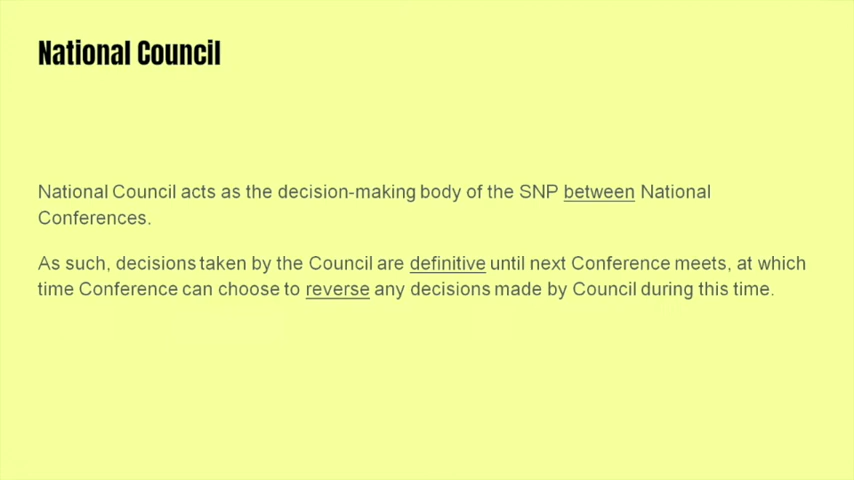 National Council
National Council acts as the decision-making body of the SNP between National
Conferences.
As such, decisions taken by the Council are definitive until next Conference meets, at which
time Conference can choose to reverse any decisions made by Council during this time.